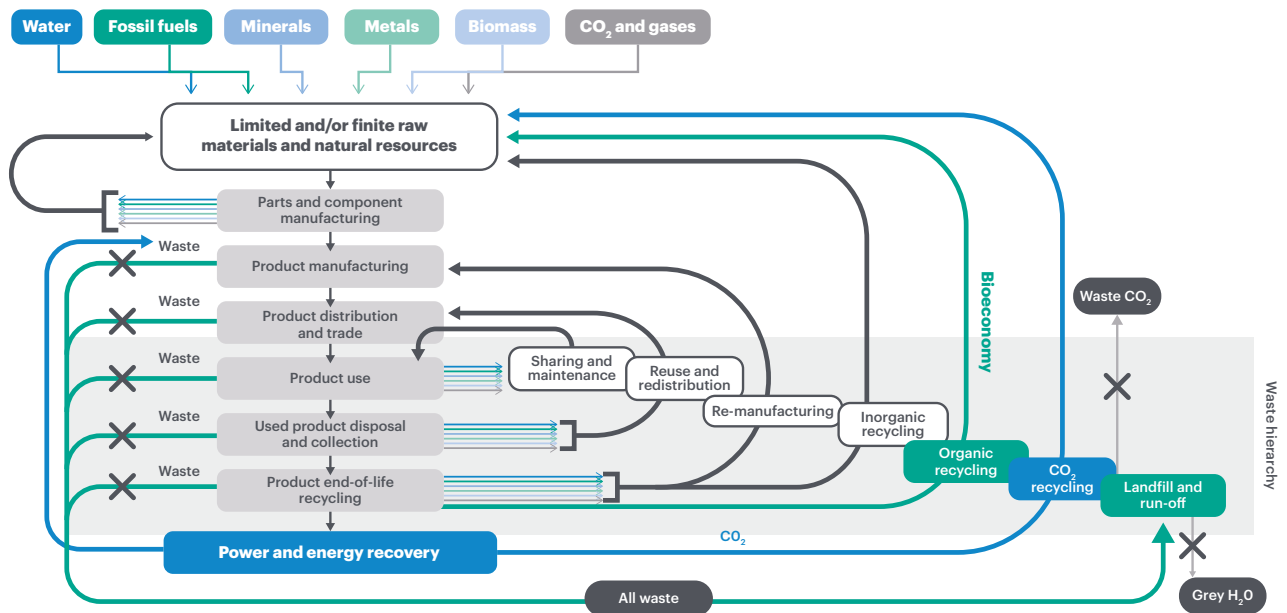 Water
Fossil fuels
Minerals
Metals
Biomass
CO₂ and gases
Limited and/or finite raw
materials and natural resources
Parts and component
manufacturing
Waste
Product manufacturing
Waste
Product distribution
and trade
Waste
Product use
Waste
Used product disposal
and collection
Waste
Product end-of-life
recycling
Power and energy recovery
Sharing and
maintenance
Reuse and
redistribution
Re-manufacturing
Inorganic
recycling
Organic
recycling
CO₂
recycling
Landfill and
run-off
Bioeconomy
Waste CO₂
Waste hierarchy
CO₂
All waste
Grey H₂0